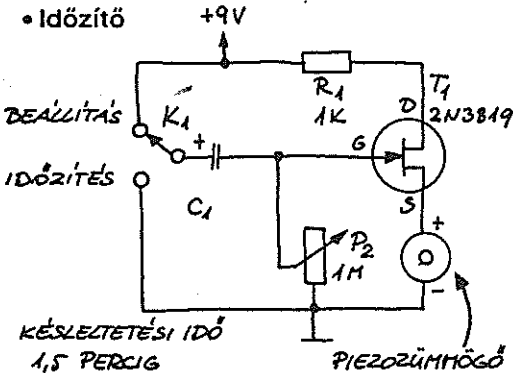 • Időzítő
+9V
R1
1K
T1
D
2N3819
BEÁLLÍTÁS
K1
+
G
IDŐZÍTÉS
C1
S
P2
1M
+
-
KÉSLELTETÉSI IDŐ
1,5 PERCIG
PIEZOZÜMMÖGŐ